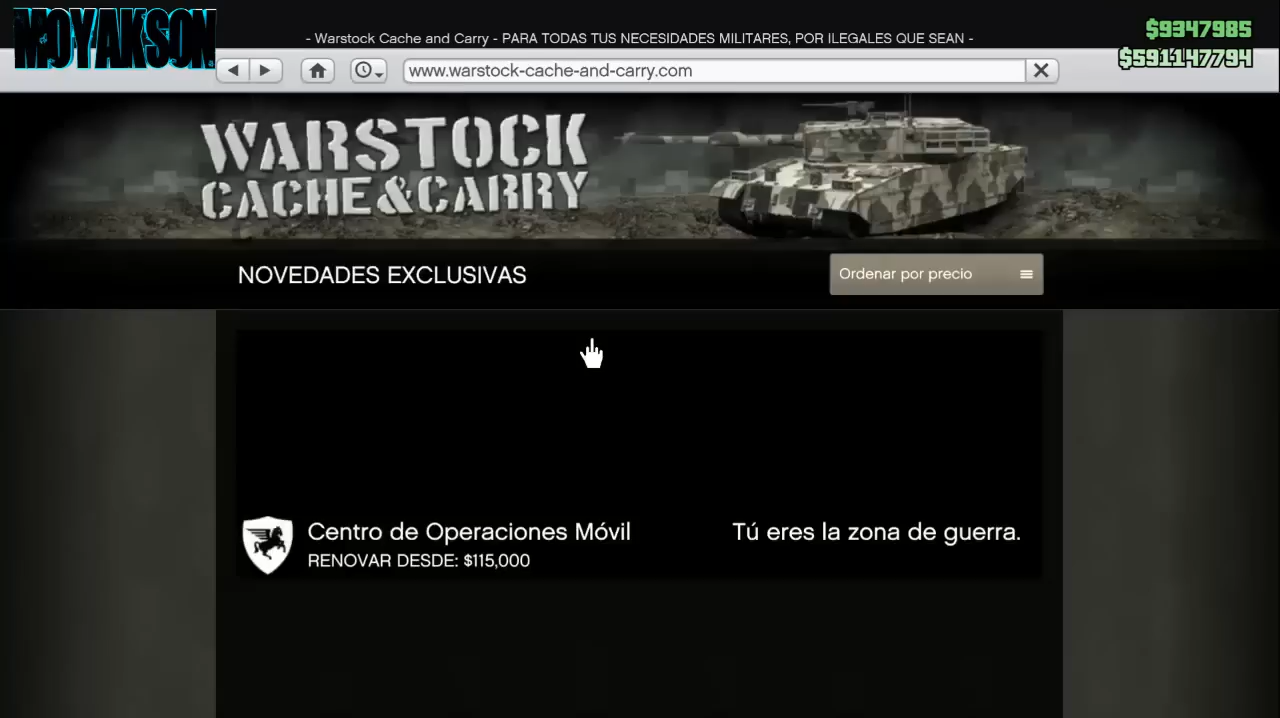 MOYAKSON
- Warstock Cache and Carry - PARA TODAS TUS NECESIDADES MILITARES, POR ILEGALES QUE SEAN -
$9347985
$591147794
www.warstock-cache-and-carry.com
WARSTOCK
CACHE&CARRY
NOVEDADES EXCLUSIVAS
Ordenar por precio
Centro de Operaciones Móvil
Tú eres la zona de guerra.
RENOVAR DESDE: $115,000